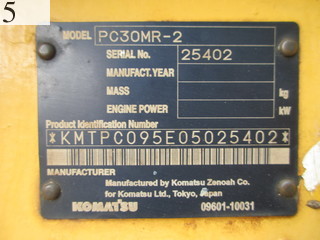 5
MODEL PC30MR-2
SERIAL No. 25402
MANUFACT.YEAR
MASS kg
ENGINE POWER kW
Product Identification Number
*KMTPC095E05025402*
MANUFACTURER
Manufactured by Komatsu Zenoah Co.
for Komatsu Ltd., Tokyo, Japan
KOMATSU 09601-10031